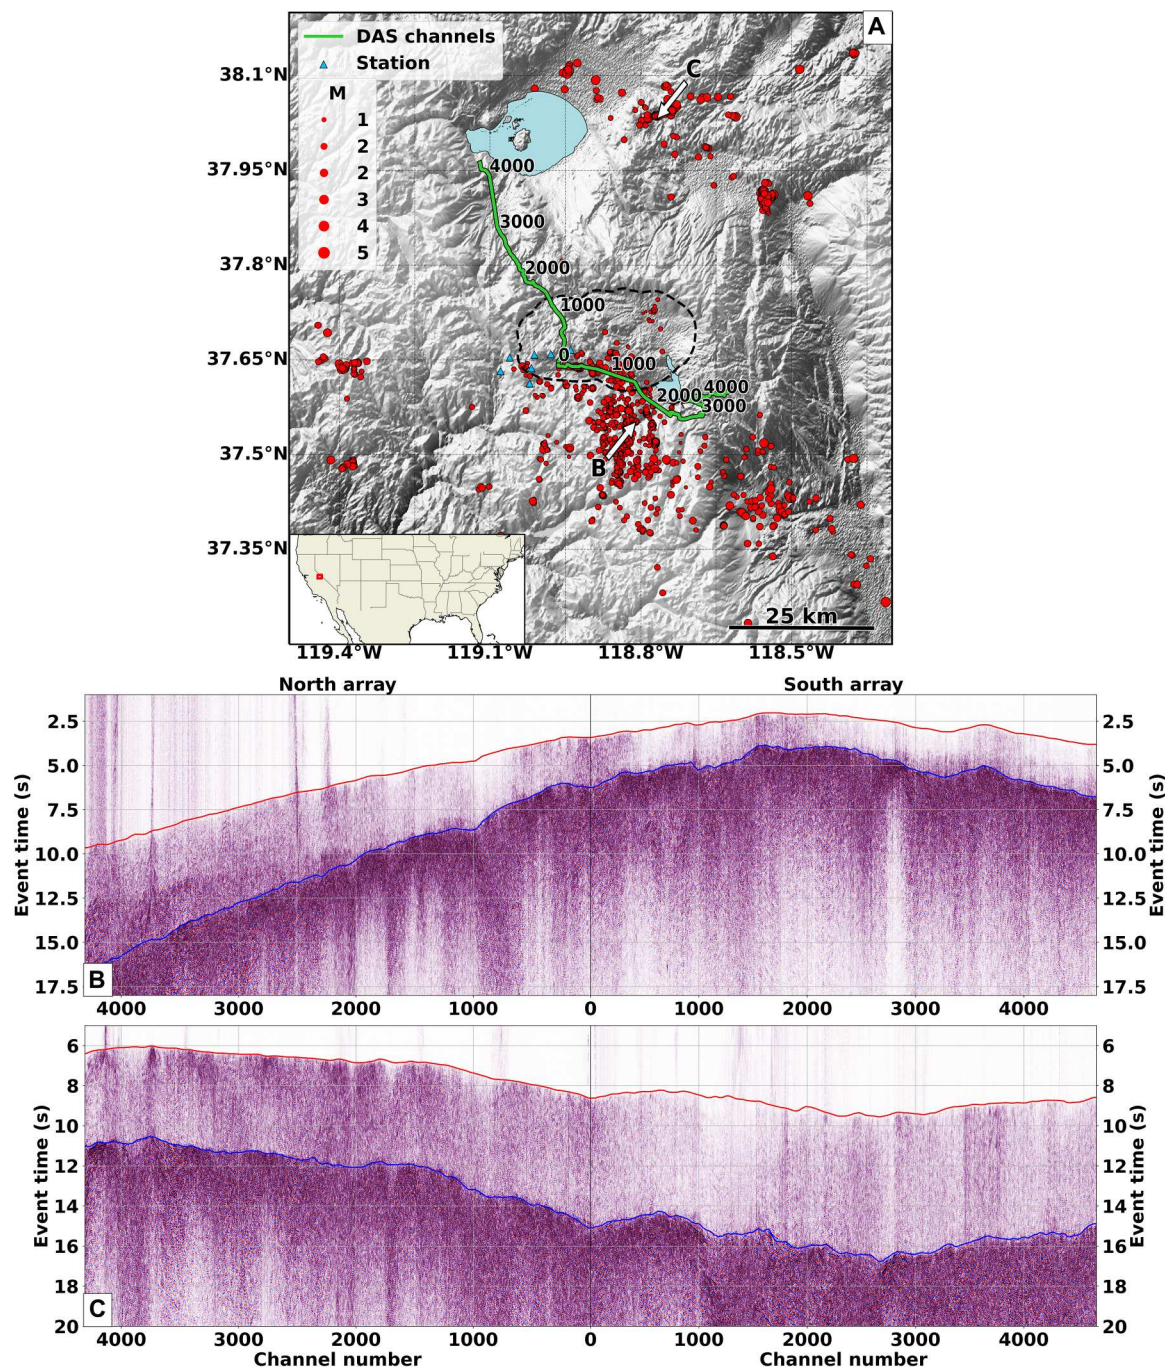 A
DAS channels
Station
M
1
2
2
3
4
5
C
38.1°N
37.95°N
37.8°N
37.65°N
37.5°N
37.35°N
4000
3000
2000
1000
0
1000
2000
4000
3000
B
25 km
119.4°W 119.1°W 118.8°W 118.5°W
North array South array
2.5 2.5
5.0 5.0
7.5 7.5
10.0 10.0
12.5 12.5
15.0 15.0
17.5 17.5
Event time (s) Event time (s)
B
4000 3000 2000 1000 0 1000 2000 3000 4000
6 6
8 8
10 10
12 12
14 14
16 16
18 18
20 20
Event time (s) Event time (s)
C
4000 3000 2000 1000 0 1000 2000 3000 4000
Channel number Channel number